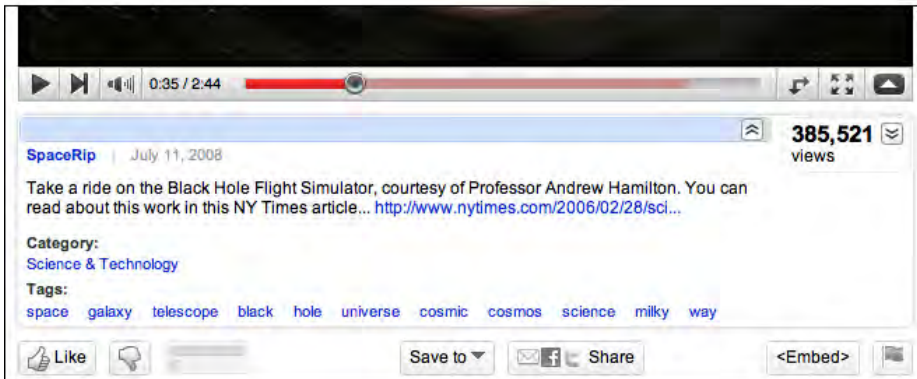 0:35 / 2:44
385,521
views
SpaceRip | July 11, 2008
Take a ride on the Black Hole Flight Simulator, courtesy of Professor Andrew Hamilton. You can
read about this work in this NY Times article... http://www.nytimes.com/2006/02/28/sci...
Category:
Science & Technology
Tags:
space galaxy telescope black hole universe cosmic cosmos science milky way
Like Save to Share <Embed>